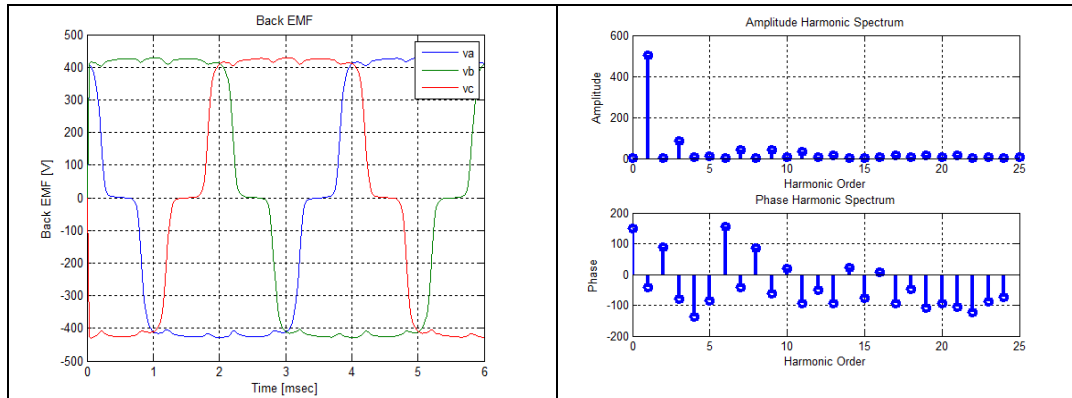 Back EMF
Back EMF [V]
500
400
300
200
100
0
-100
-200
-300
-400
-500
va
vb
vc
0 1 2 3 4 5 6
Time [msec]
Amplitude Harmonic Spectrum
Amplitude
600
400
200
0
0 5 10 15 20 25
Harmonic Order
Phase Harmonic Spectrum
Phase
200
100
0
-100
-200
0 5 10 15 20 25
Harmonic Order